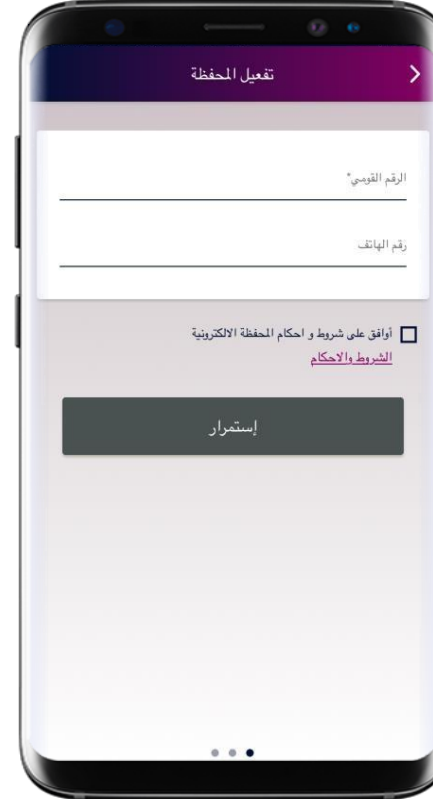 تفعيل المحفظة
الرقم القومي*
رقم الهاتف
أوافق على شروط و احكام المحفظة الالكترونية
الشروط والاحكام
إستمرار